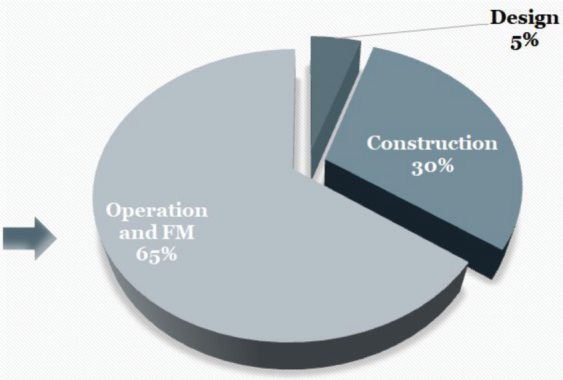 Design
5%
Construction
30%
Operation
and FM
65%